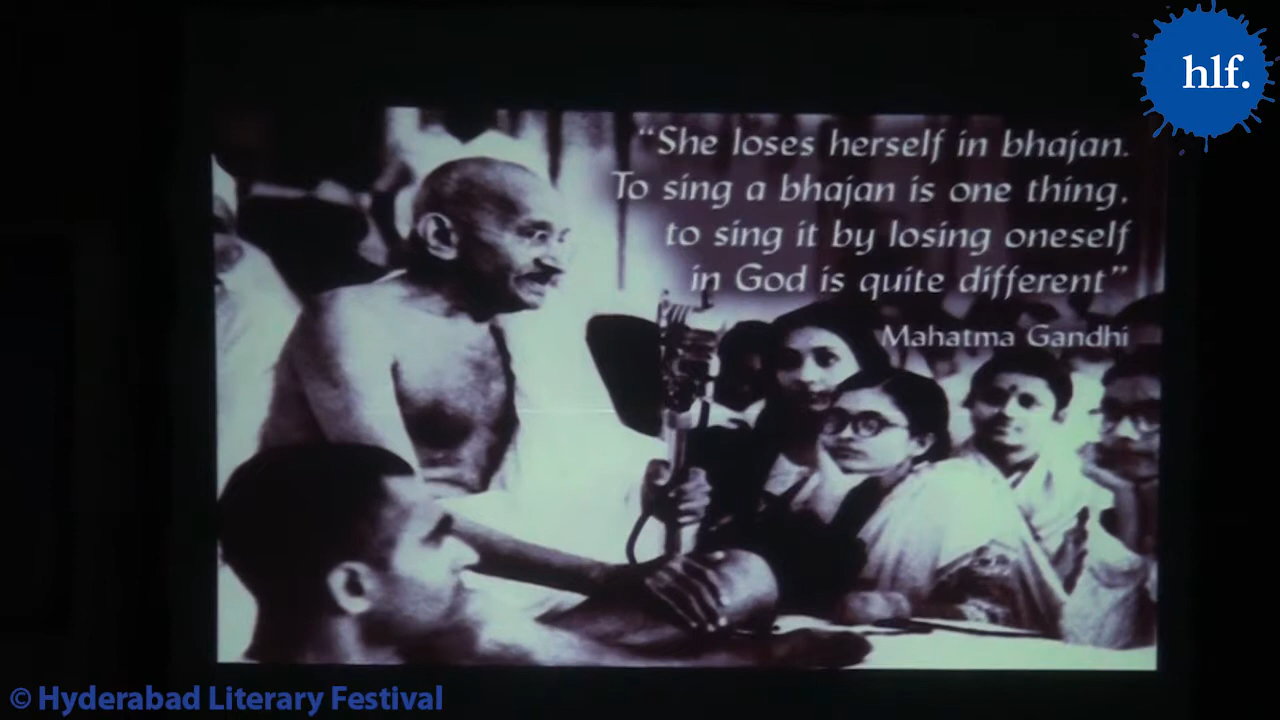 hlf.
“She loses herself in bhajan.
To sing a bhajan is one thing,
to sing it by losing oneself
in God is quite different”
Mahatma Gandhi
© Hyderabad Literary Festival